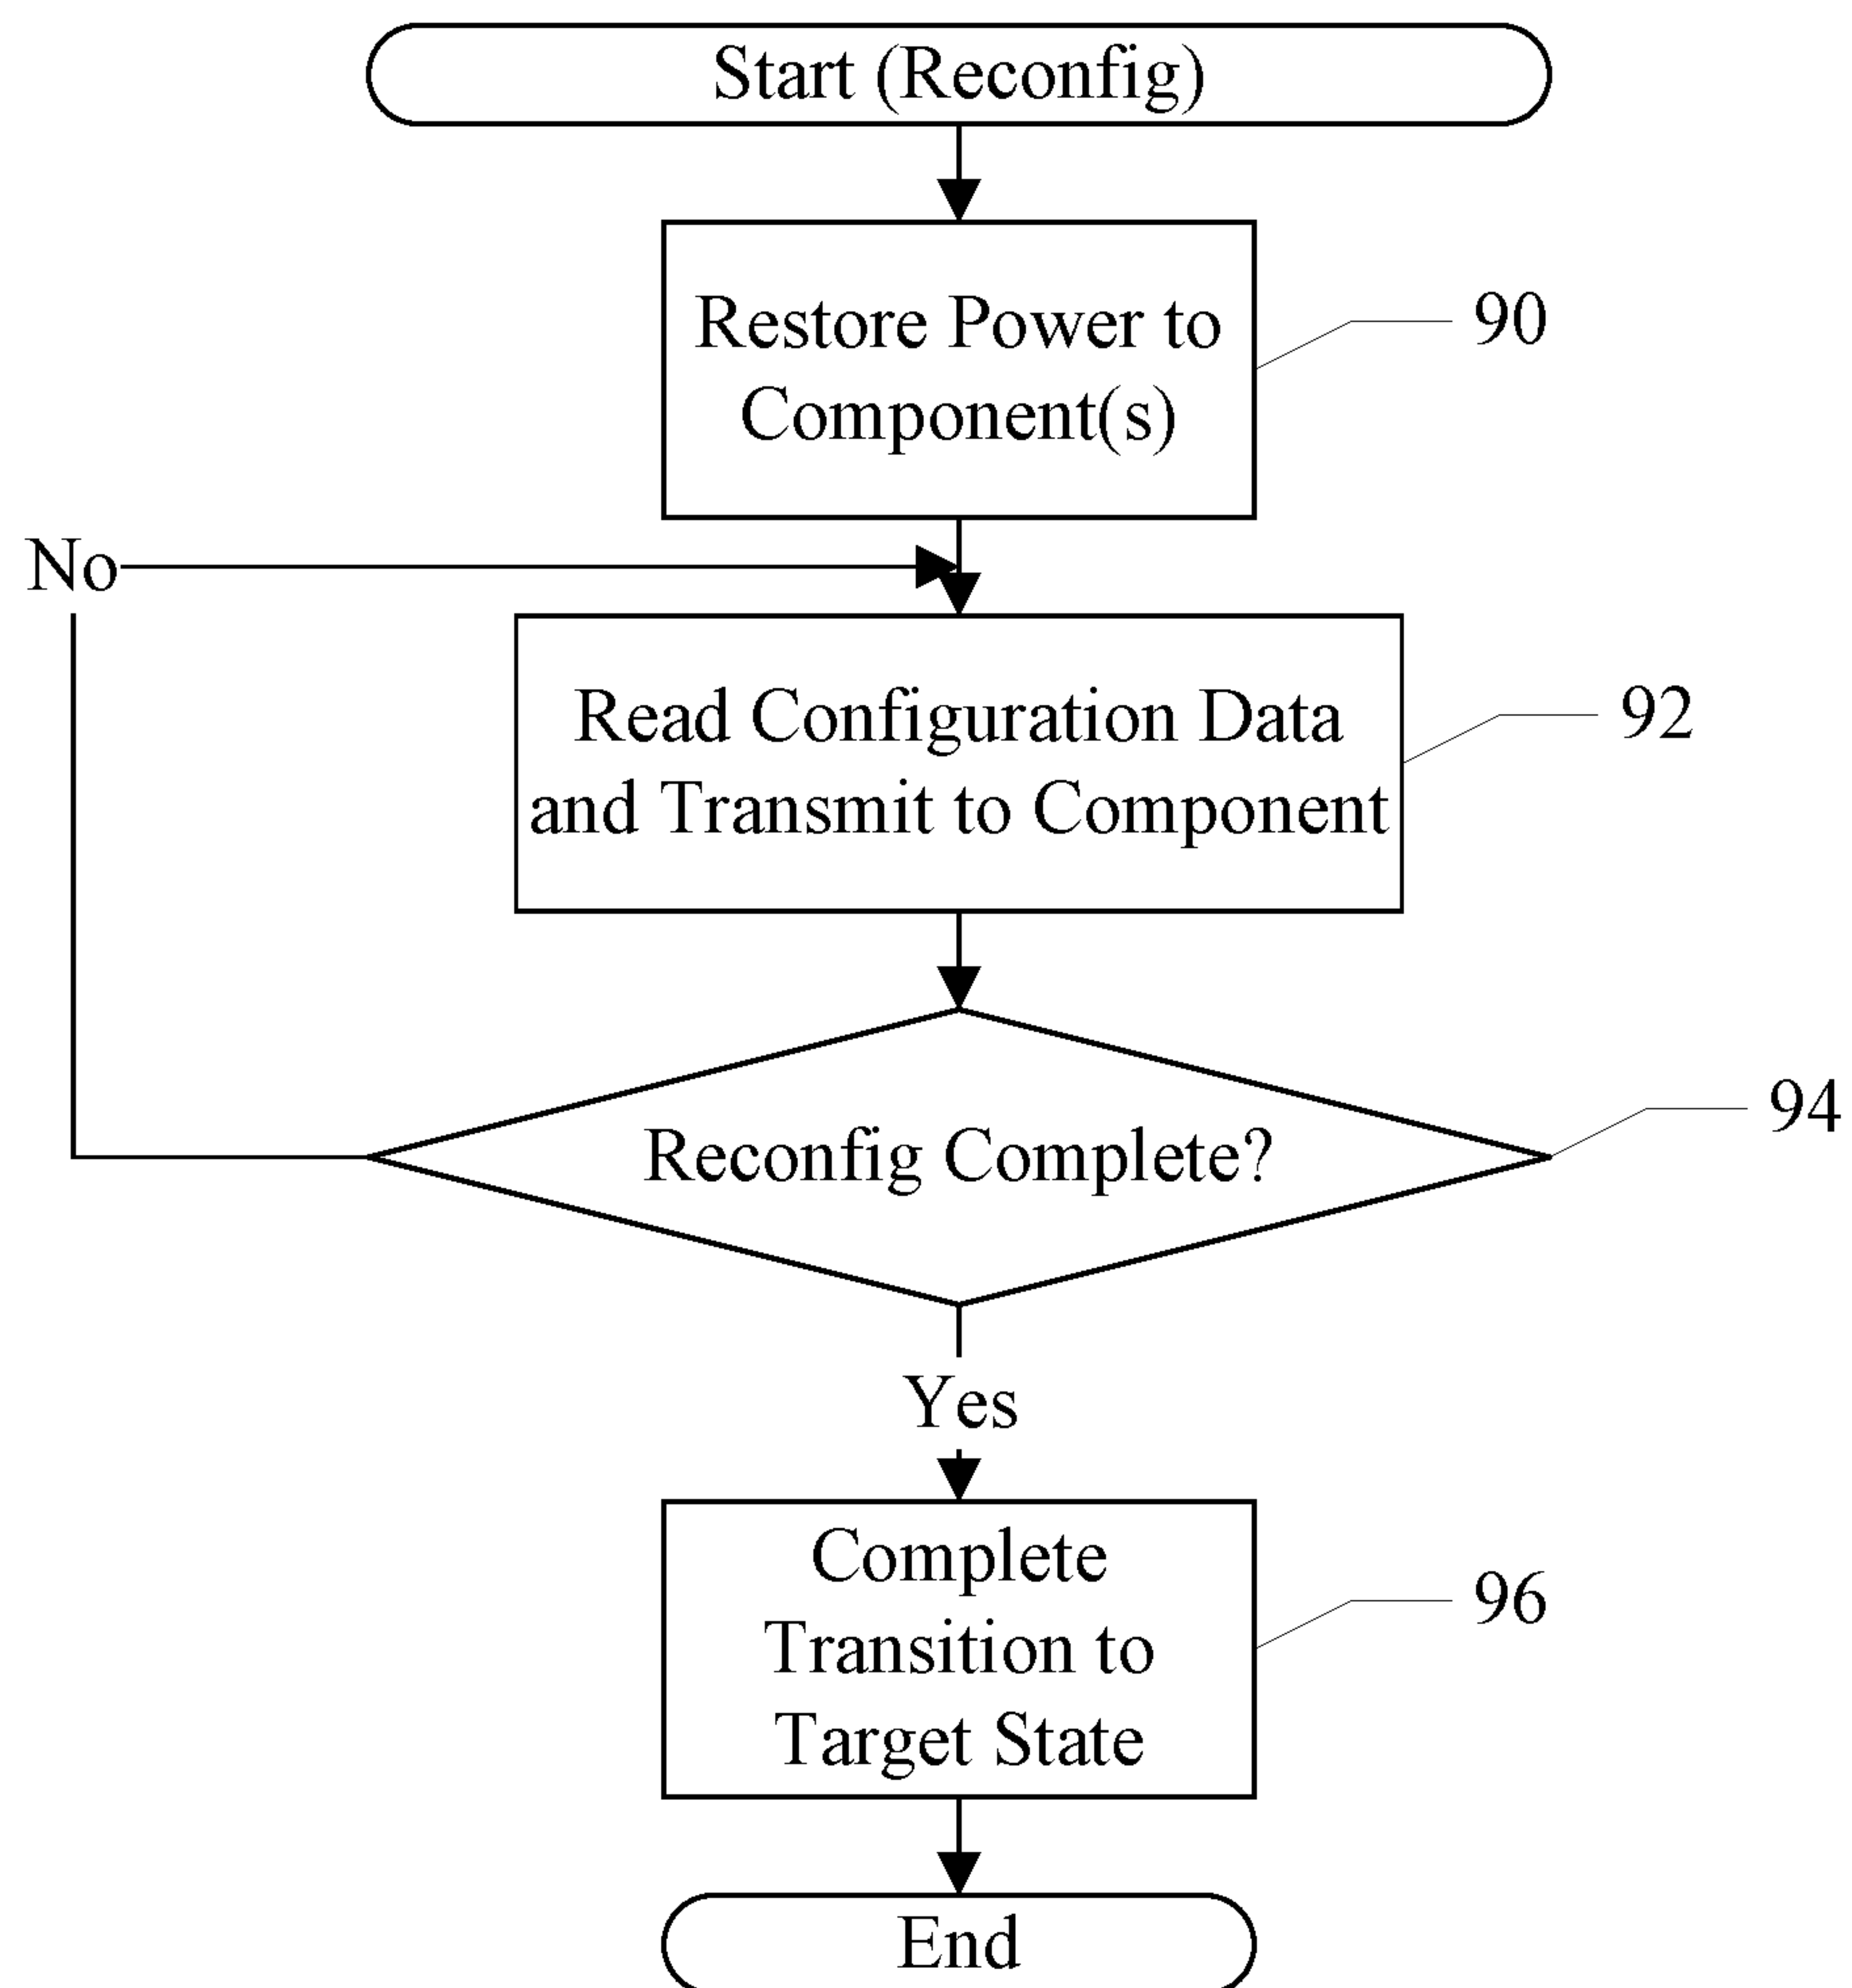 Start (Reconfig)
Restore Power to
Component(s)
90
No
Read Configuration Data
and Transmit to Component
92
Reconfig Complete?
94
Yes
Complete
Transition to
Target State
96
End